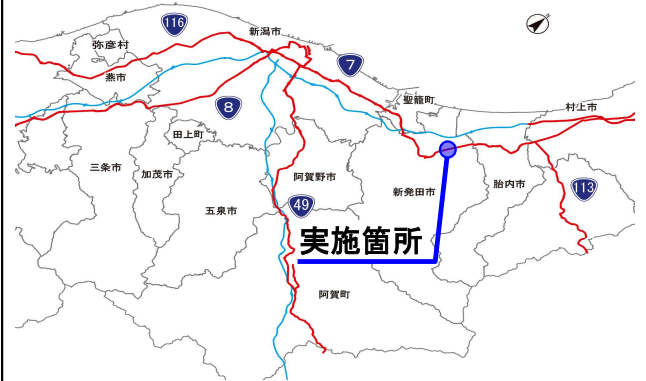 116
新潟市
弥彦村
7
燕市
聖籠町
8
村上市
田上町
三条市
加茂市
阿賀野市
新発田市
胎内市
113
五泉市
49
実施箇所
阿賀町